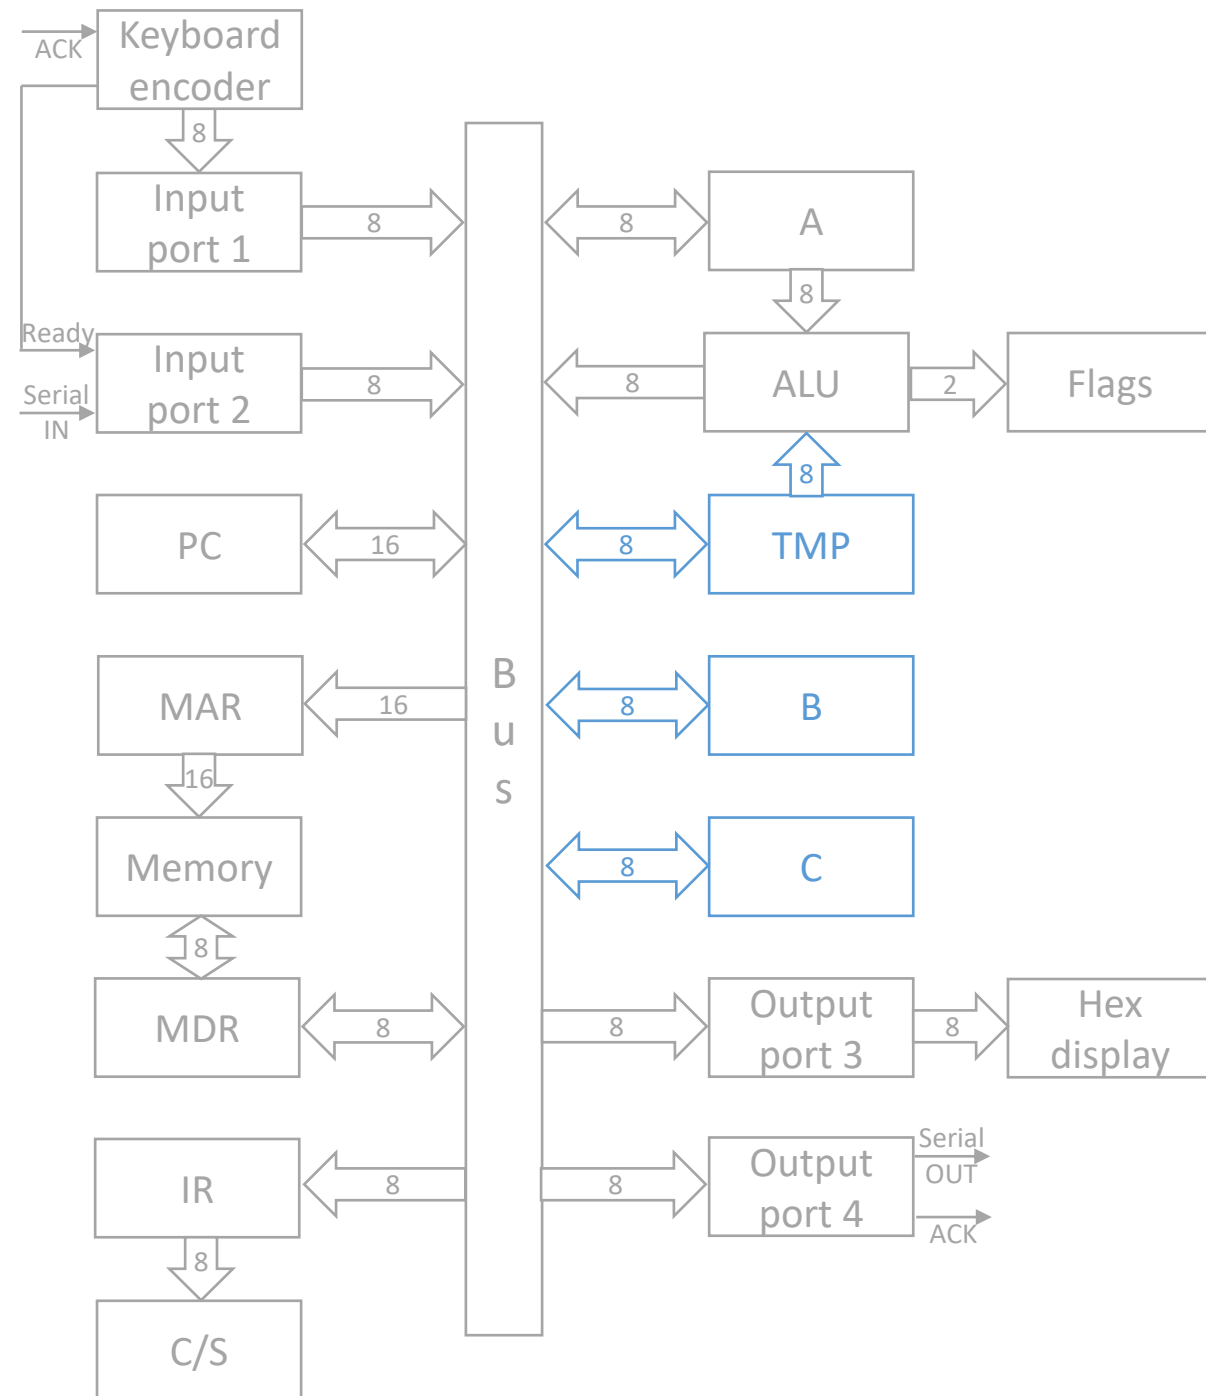 ACK
Keyboard
encoder
8
Input
port 1
8
8
A
8
Ready
Serial
IN
Input
port 2
8
8
ALU
2
Flags
8
PC
16
8
TMP
MAR
16
B
u
s
8
B
16
Memory
8
C
8
MDR
8
8
Output
port 3
8
Hex
display
IR
8
8
Output
port 4
Serial
OUT
ACK
8
C/S